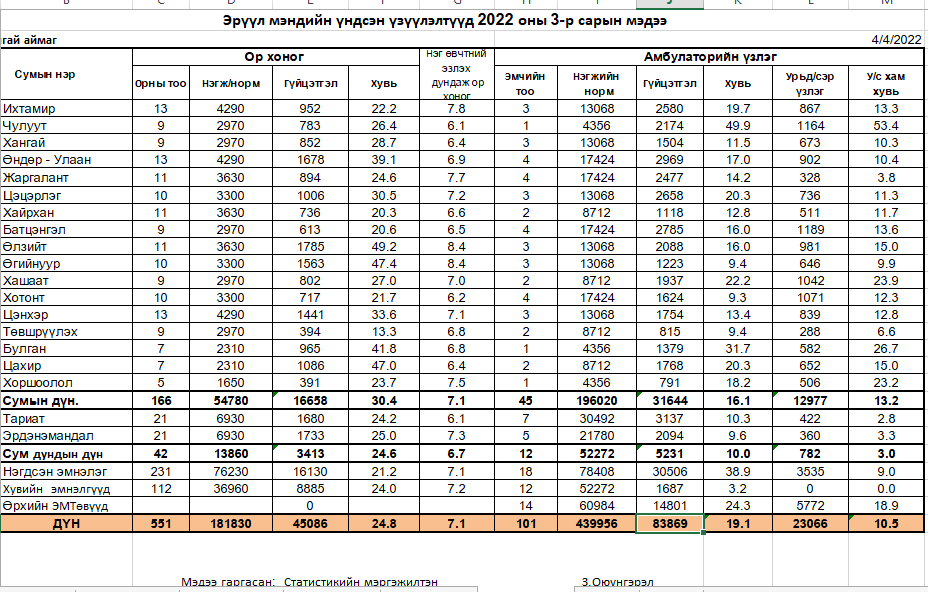 Эрүүл мэндийн үндсэн үзүүлэлтүүд 2022 оны 3-р сарын мэдээ
гай аймаг 4/4/2022
Сумын нэр Ор хоног Нэг өвчтний эзлэх дундаж ор хоног Амбулаторийн үзлэг
Орны тоо Нэгж/норм Гүйцэтгэл Хувь Эмчийн тоо Нэгжийн норм Гүйцэтгэл Хувь Урьд/сэр үзлэг У/с хам хувь
Ихтамир 13 4290 952 22.2 7.8 3 13068 2580 19.7 867 13.3
Чулуут 9 2970 783 26.4 6.1 1 4356 2174 49.9 1164 53.4
Хангай 9 2970 852 28.7 6.4 3 13068 1504 11.5 673 10.3
Өндөр - Улаан 13 4290 1678 39.1 6.9 4 17424 2969 17.0 902 10.4
Жаргалант 11 3630 894 24.6 7.7 4 17424 2477 14.2 328 3.8
Цэцэрлэг 10 3300 1006 30.5 7.2 3 13068 2658 20.3 736 11.3
Хайрхан 11 3630 736 20.3 6.6 2 8712 1118 12.8 511 11.7
Батцэнгэл 9 2970 613 20.6 6.5 4 17424 2785 16.0 1189 13.6
Өлзийт 11 3630 1785 49.2 8.4 3 13068 2088 16.0 981 15.0
Өгийнуур 10 3300 1563 47.4 8.4 3 13068 1223 9.4 646 9.9
Хашаат 9 2970 802 27.0 7.0 2 8712 1937 22.2 1042 23.9
Хотонт 10 3300 717 21.7 6.2 4 17424 1624 9.3 1071 12.3
Цэнхэр 13 4290 1441 33.6 7.1 3 13068 1754 13.4 839 12.8
Төвшрүүлэх 9 2970 394 13.3 6.8 2 8712 815 9.4 288 6.6
Булган 7 2310 965 41.8 6.8 1 4356 1379 31.7 582 26.7
Цахир 7 2310 1086 47.0 6.4 2 8712 1768 20.3 652 15.0
Хоршоолол 5 1650 391 23.7 7.5 1 4356 791 18.2 506 23.2
Сумын дүн. 166 54780 16658 30.4 7.1 45 196020 31644 16.1 12977 13.2
Тариат 21 6930 1680 24.2 6.1 7 30492 3137 10.3 422 2.8
Эрдэнэмандал 21 6930 1733 25.0 7.3 5 21780 2094 9.6 360 3.3
Сум дундын дүн 42 13860 3413 24.6 6.7 12 52272 5231 10.0 782 3.0
Нэгдсэн эмнэлэг 231 76230 16130 21.2 7.1 18 78408 30506 38.9 3535 9.0
Хувийн эмнэлгүүд 112 36960 8885 24.0 7.2 12 52272 1687 3.2 0 0.0
Өрхийн ЭМТөвүүд 0 14 60984 14801 24.3 5772 18.9
ДҮН 551 181830 45086 24.8 7.1 101 439956 83869 19.1 23066 10.5
Мэдээ гаргасан: Статистикийн мэргэжилтэн З.Оюунгэрэл